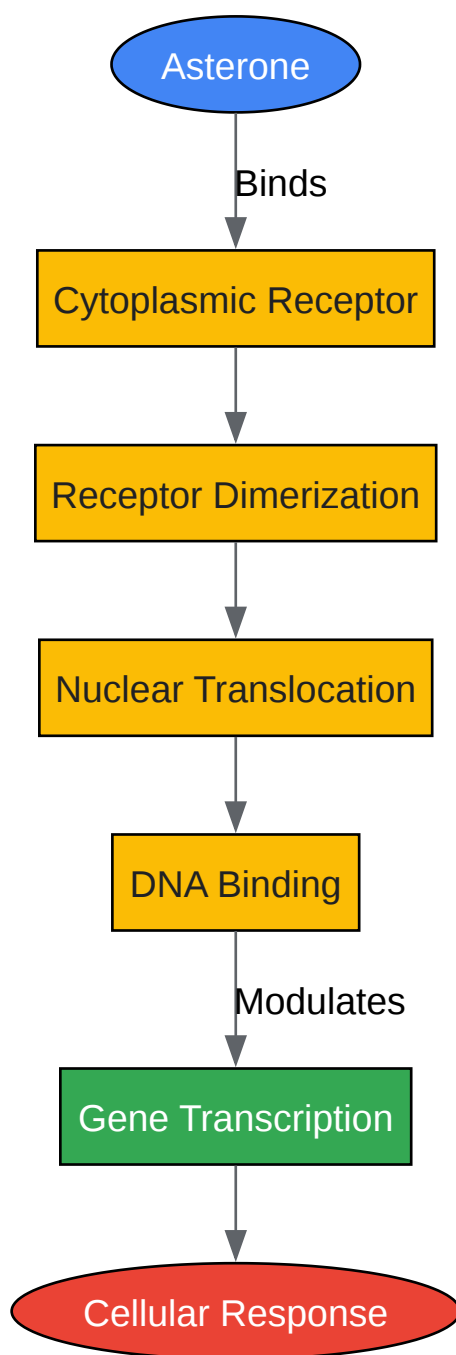 Asterone
Binds
Cytoplasmic Receptor
Receptor Dimerization
Nuclear Translocation
DNA Binding
Modulates
Gene Transcription
Cellular Response